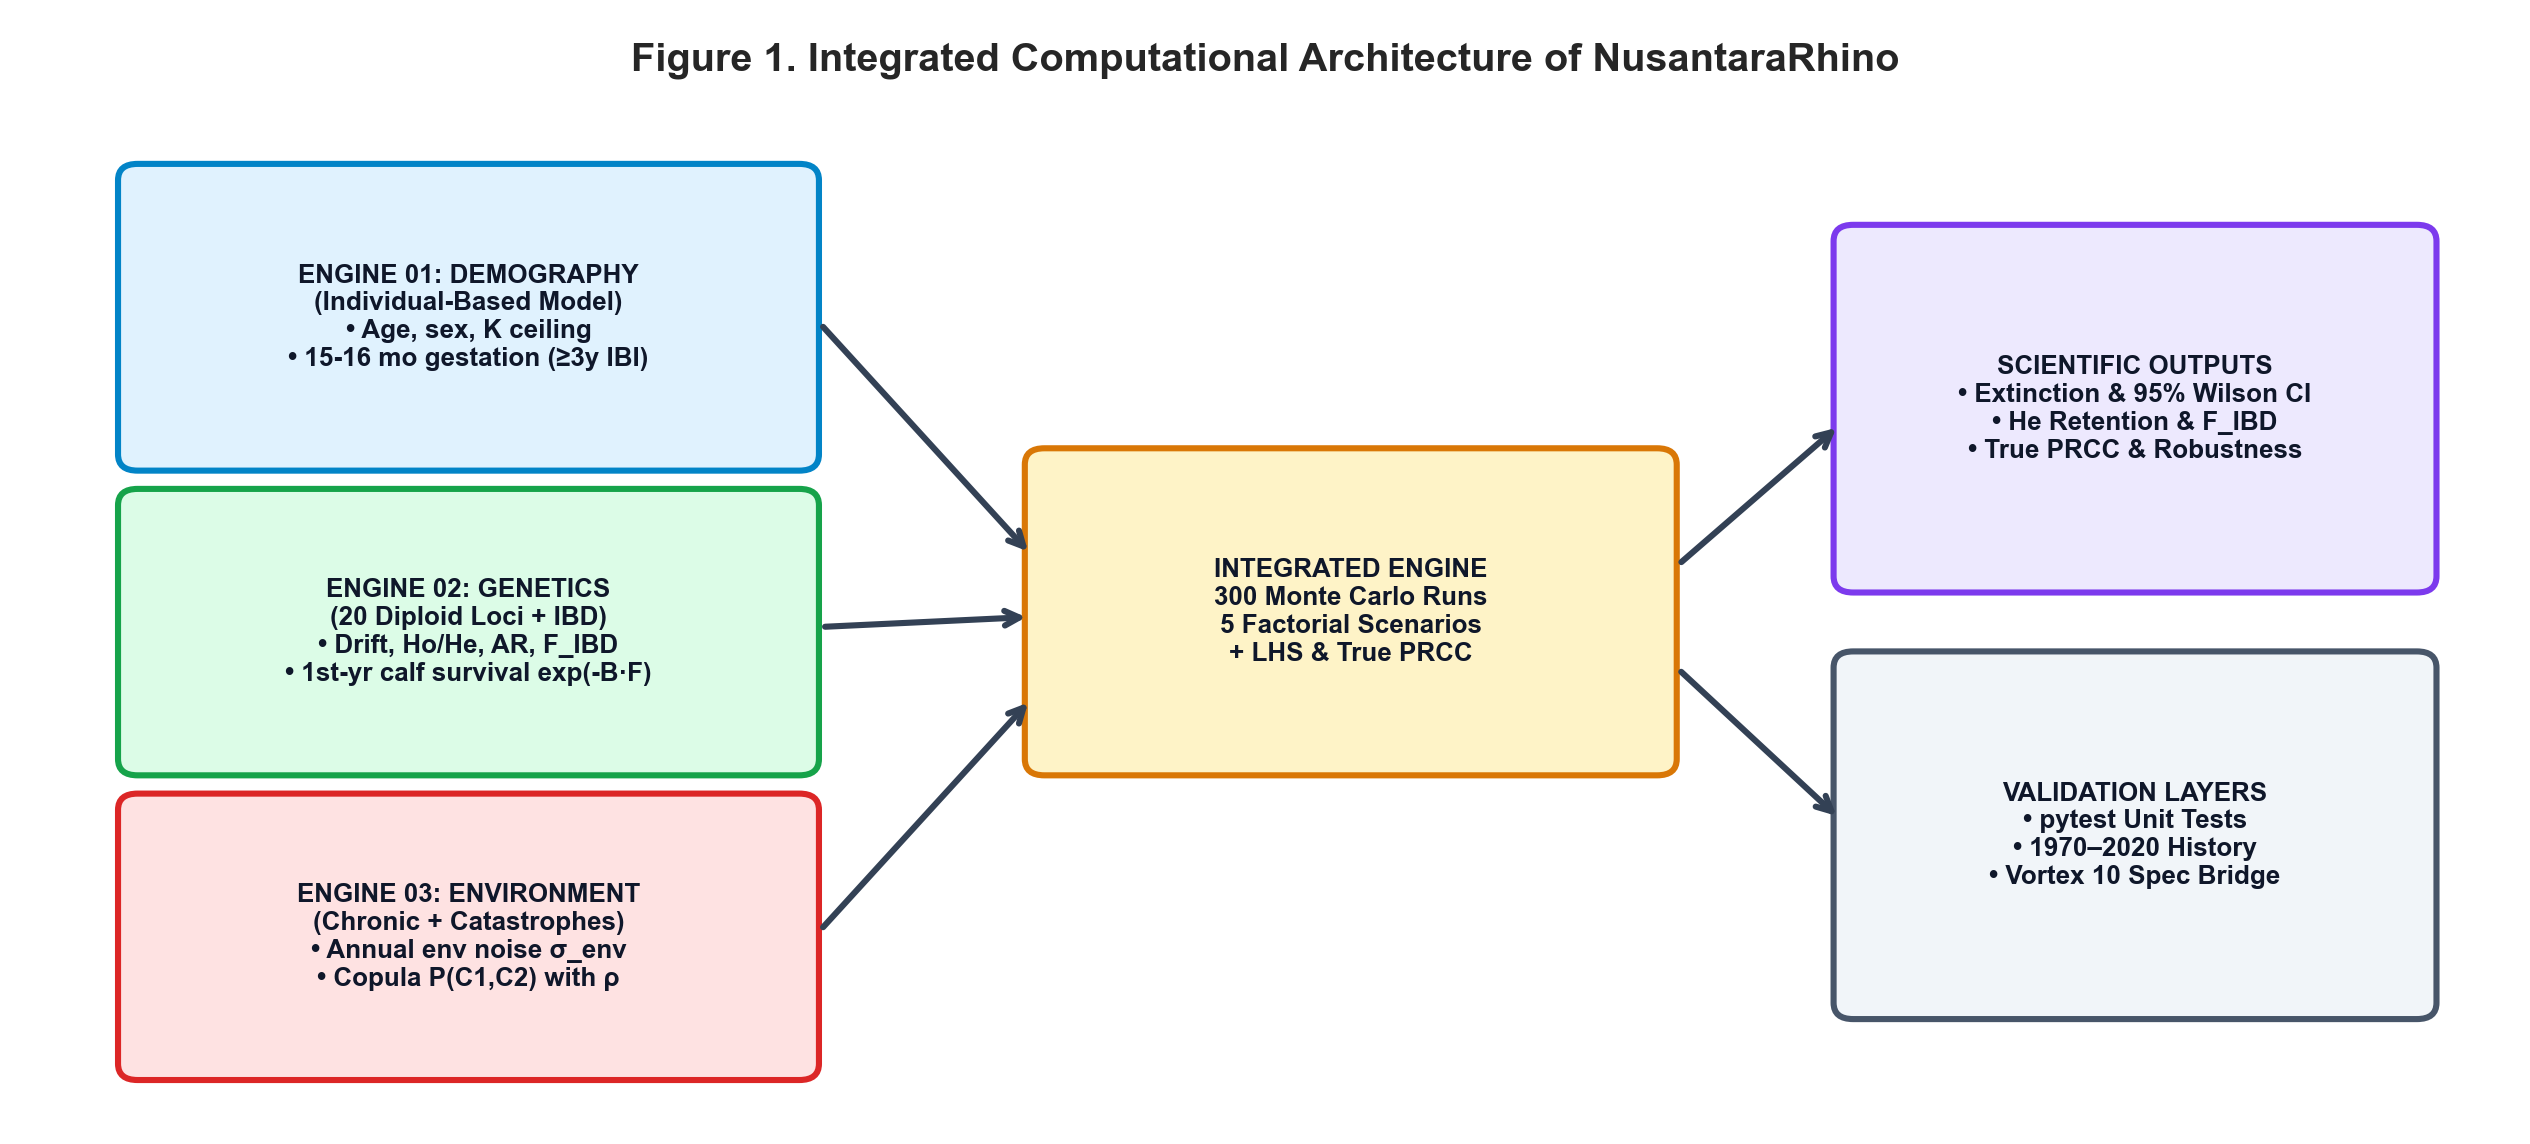 Figure 1. Integrated Computational Architecture of NusantaraRhino
ENGINE 01: DEMOGRAPHY
(Individual-Based Model)
• Age, sex, K ceiling
• 15-16 mo gestation (≥3y IBI)
ENGINE 02: GENETICS
(20 Diploid Loci + IBD)
• Drift, Ho/He, AR, F_IBD
• 1st-yr calf survival exp(-B·F)
ENGINE 03: ENVIRONMENT
(Chronic + Catastrophes)
• Annual env noise σ_env
• Copula P(C1,C2) with ρ
INTEGRATED ENGINE
300 Monte Carlo Runs
5 Factorial Scenarios
+ LHS & True PRCC
SCIENTIFIC OUTPUTS
• Extinction & 95% Wilson CI
• He Retention & F_IBD
• True PRCC & Robustness
VALIDATION LAYERS
• pytest Unit Tests
• 1970–2020 History
• Vortex 10 Spec Bridge